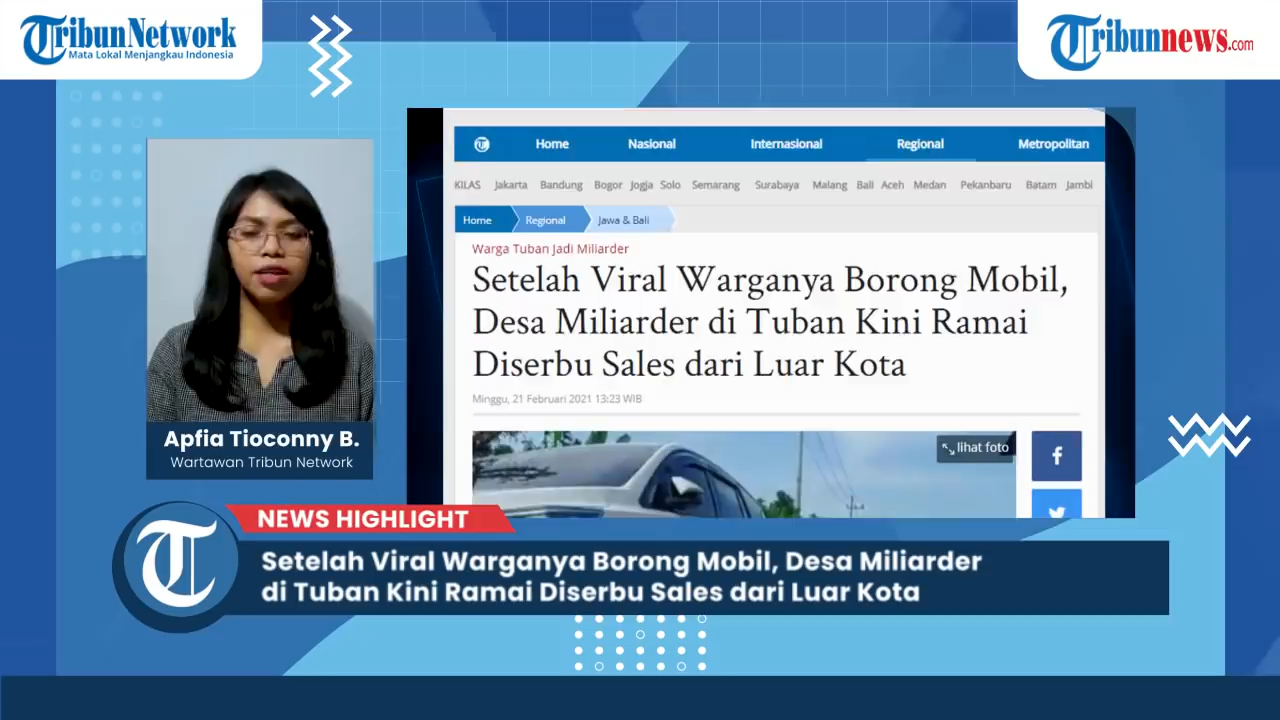 TribunNetwork
Mata Lokal Menjangkau Indonesia
Tribunnews.com
Home Nasional Internasional Regional Metropolitan
KILAS Jakarta Bandung Bogor Jogja Solo Semarang Surabaya Malang Bali Aceh Medan Pekanbaru Batam Jambi
Home Regional Jawa & Bali
Warga Tuban Jadi Miliarder
Setelah Viral Warganya Borong Mobil,
Desa Miliarder di Tuban Kini Ramai
Diserbu Sales dari Luar Kota
Minggu, 21 Februari 2021 13:23 WIB
lihat foto
Apfia Tioconny B.
Wartawan Tribun Network
NEWS HIGHLIGHT
Setelah Viral Warganya Borong Mobil, Desa Miliarder
di Tuban Kini Ramai Diserbu Sales dari Luar Kota